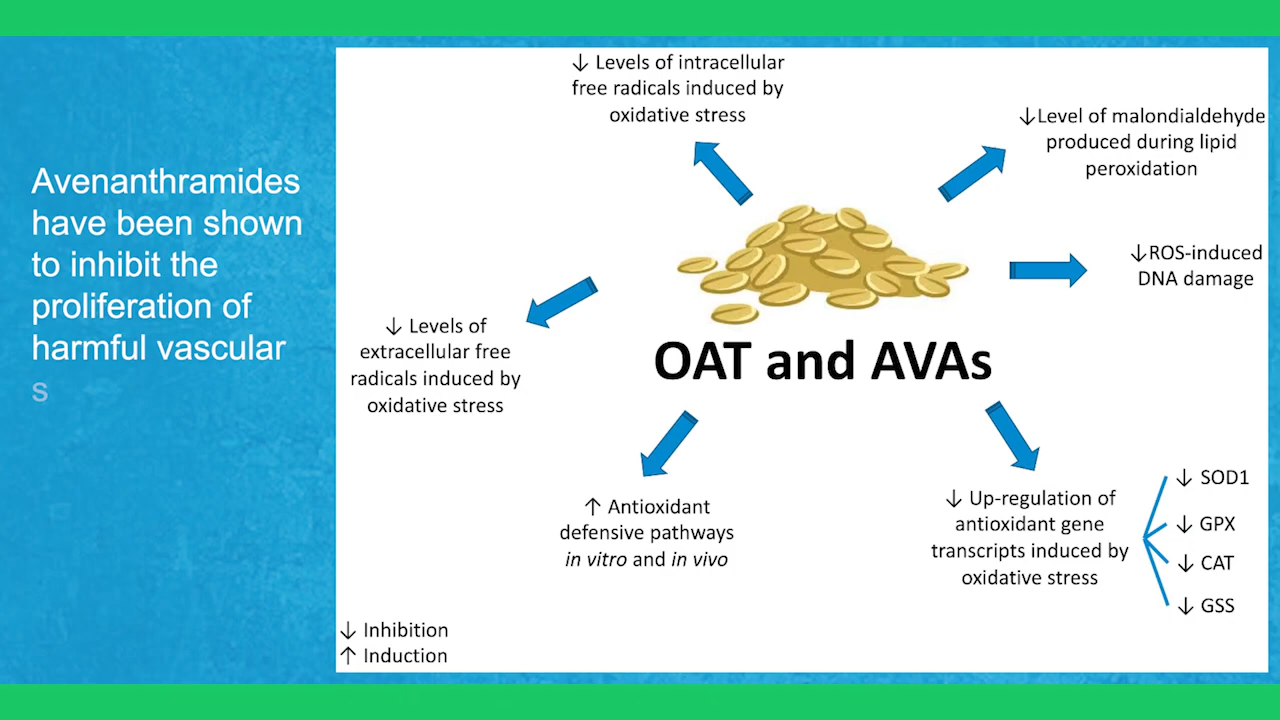 Avenanthramides
have been shown
to inhibit the
proliferation of
harmful vascular
s
↓ Levels of intracellular
free radicals induced by
oxidative stress
↓Level of malondialdehyde
produced during lipid
peroxidation
↓ROS-induced
DNA damage
↓ Levels of
extracellular free
radicals induced by
oxidative stress
OAT and AVAs
↑ Antioxidant
defensive pathways
in vitro and in vivo
↓ Up-regulation of
antioxidant gene
transcripts induced by
oxidative stress
↓ SOD1
↓ GPX
↓ CAT
↓ GSS
↓ Inhibition
↑ Induction